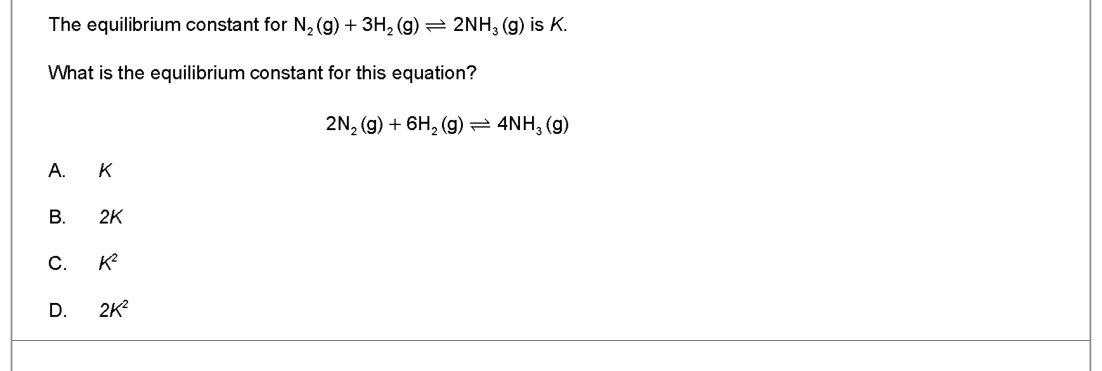 The equilibrium constant for N₂ (g) + 3H₂ (g) ⇌ 2NH₃ (g) is K.
What is the equilibrium constant for this equation?
2N₂ (g) + 6H₂ (g) ⇌ 4NH₃ (g)
A. K
B. 2K
C. K²
D. 2K²